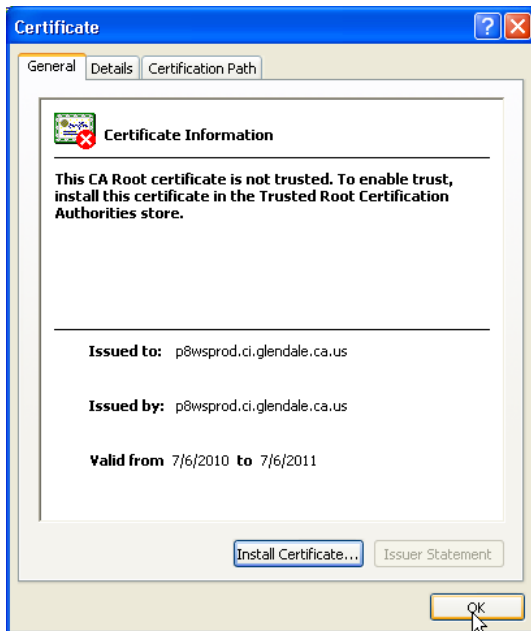 Certificate
General Details Certification Path
Certificate Information
This CA Root certificate is not trusted. To enable trust,
install this certificate in the Trusted Root Certification
Authorities store.
Issued to: p8wsprod.ci.glendale.ca.us
Issued by: p8wsprod.ci.glendale.ca.us
Valid from 7/6/2010 to 7/6/2011
Install Certificate... Issuer Statement
OK